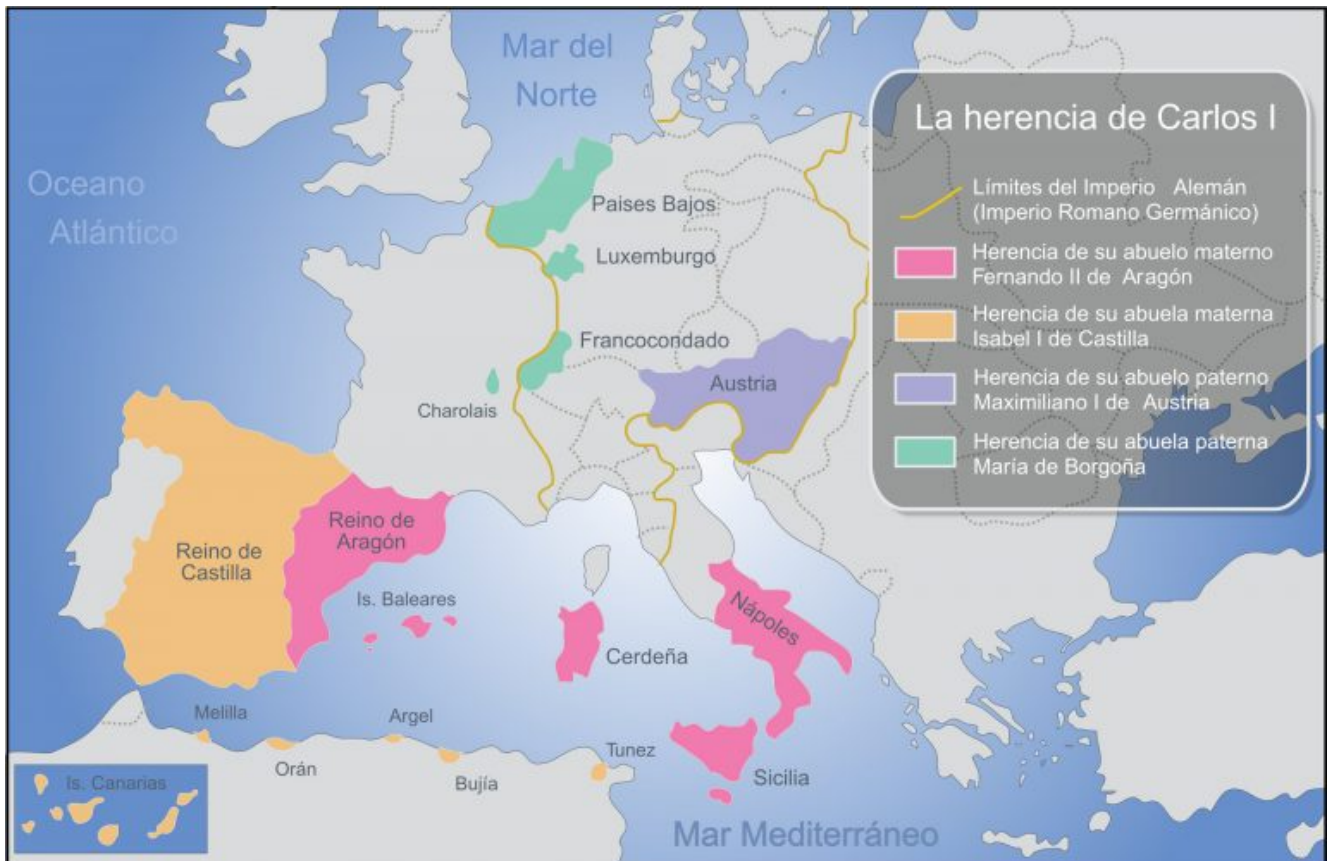 Mar del
Norte
Oceano
Atlántico
La herencia de Carlos I
Límites del Imperio Alemán
(Imperio Romano Germánico)
Herencia de su abuelo materno
Fernando II de Aragón
Herencia de su abuela materna
Isabel I de Castilla
Herencia de su abuelo paterno
Maximiliano I de Austria
Herencia de su abuela paterna
María de Borgoña
Paises Bajos
Luxemburgo
Francocondado
Austria
Charolais
Reino de
Castilla
Reino de
Aragón
Is. Baleares
Cerdeña
Nápoles
Sicilia
Melilla
Orán
Argel
Bujía
Tunez
Is. Canarias
Mar Mediterráneo